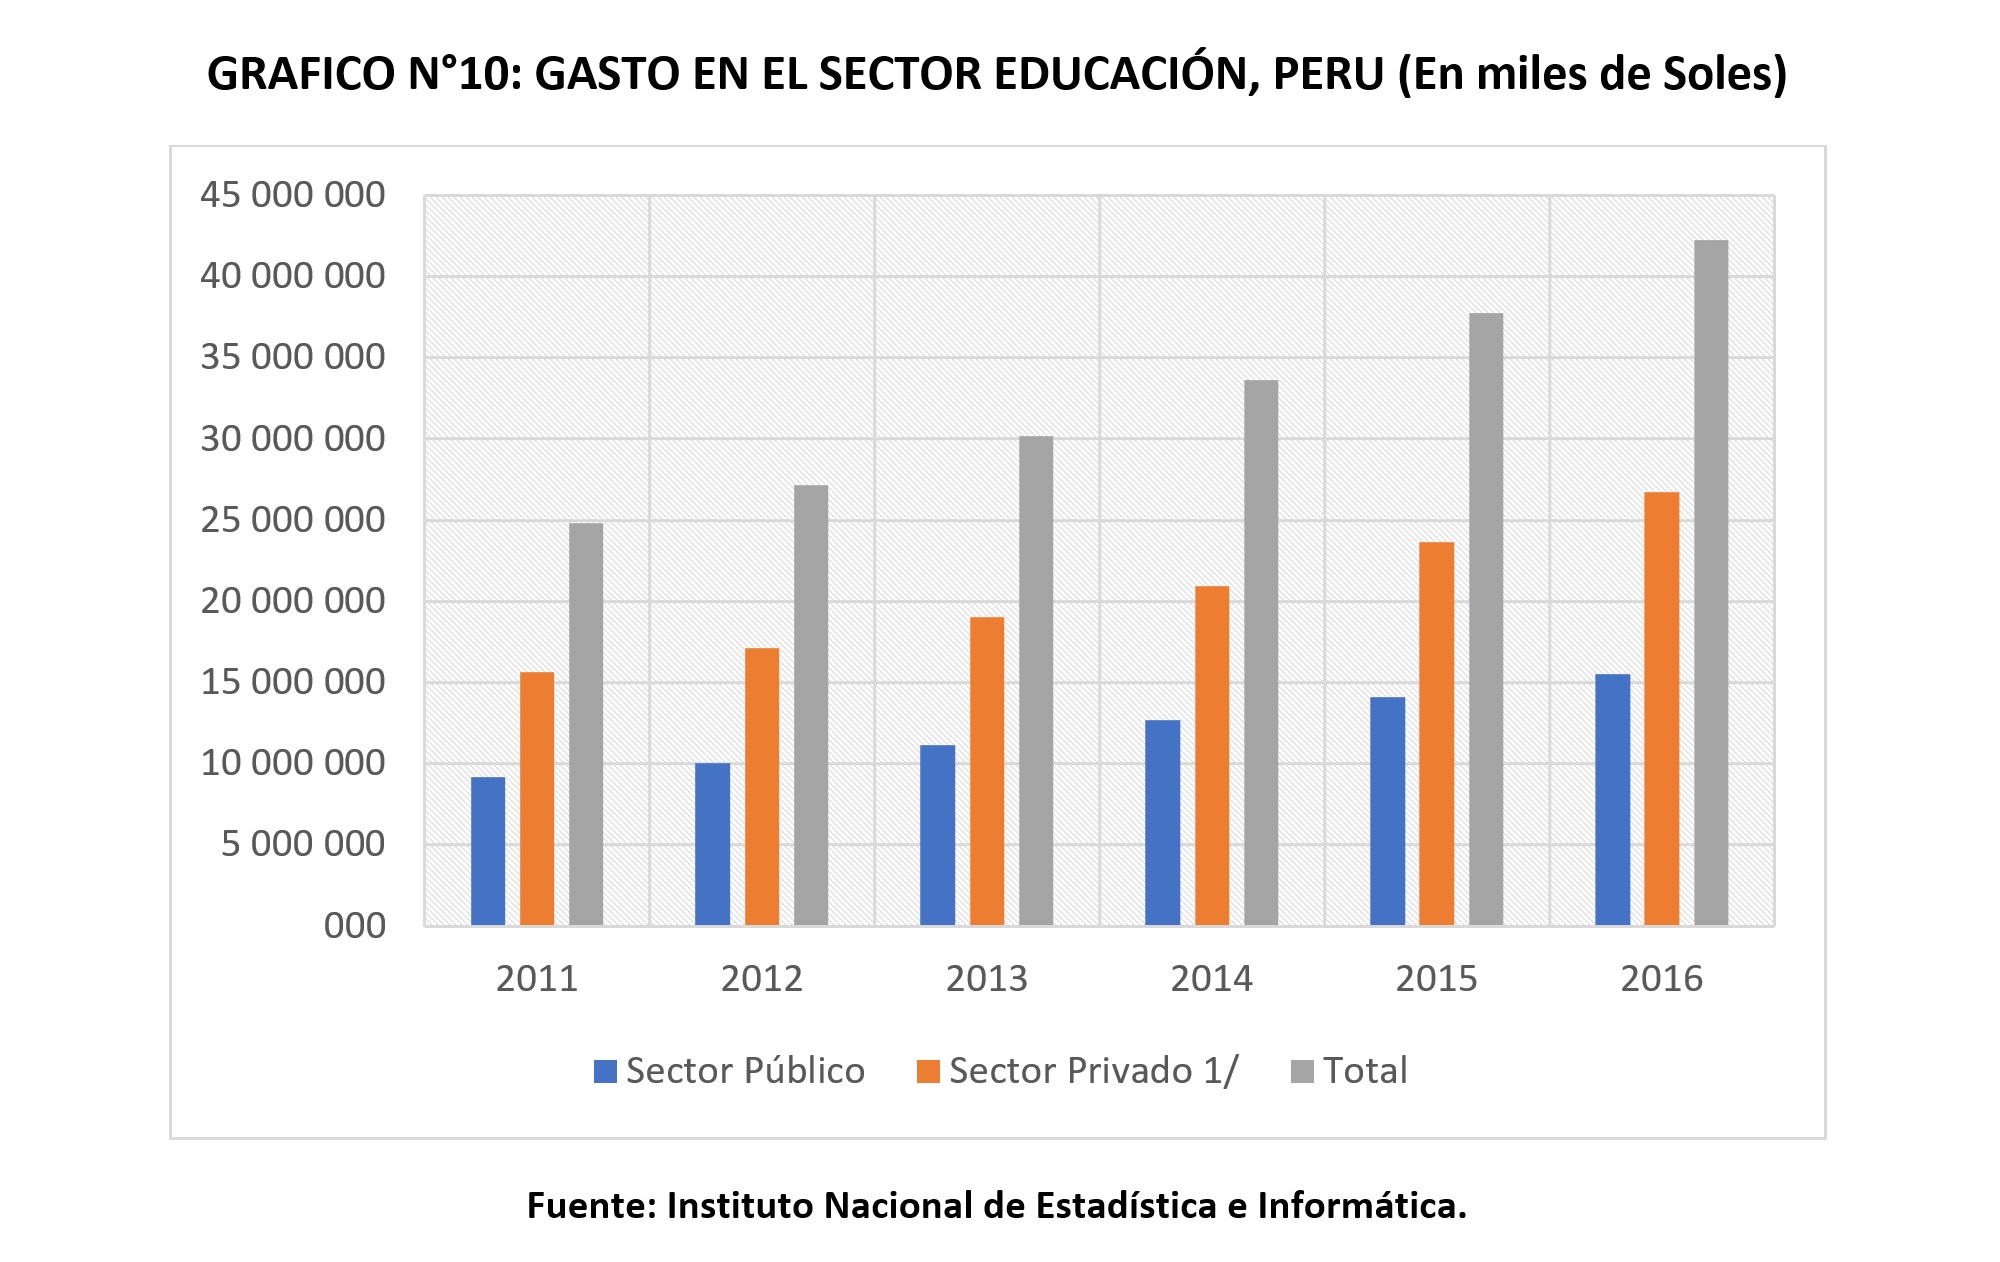 GRAFICO N°10: GASTO EN EL SECTOR EDUCACIÓN, PERU (En miles de Soles)
45 000 000
40 000 000
35 000 000
30 000 000
25 000 000
20 000 000
15 000 000
10 000 000
5 000 000
000
2011 2012 2013 2014 2015 2016
Sector Público Sector Privado 1/ Total
Fuente: Instituto Nacional de Estadística e Informática.